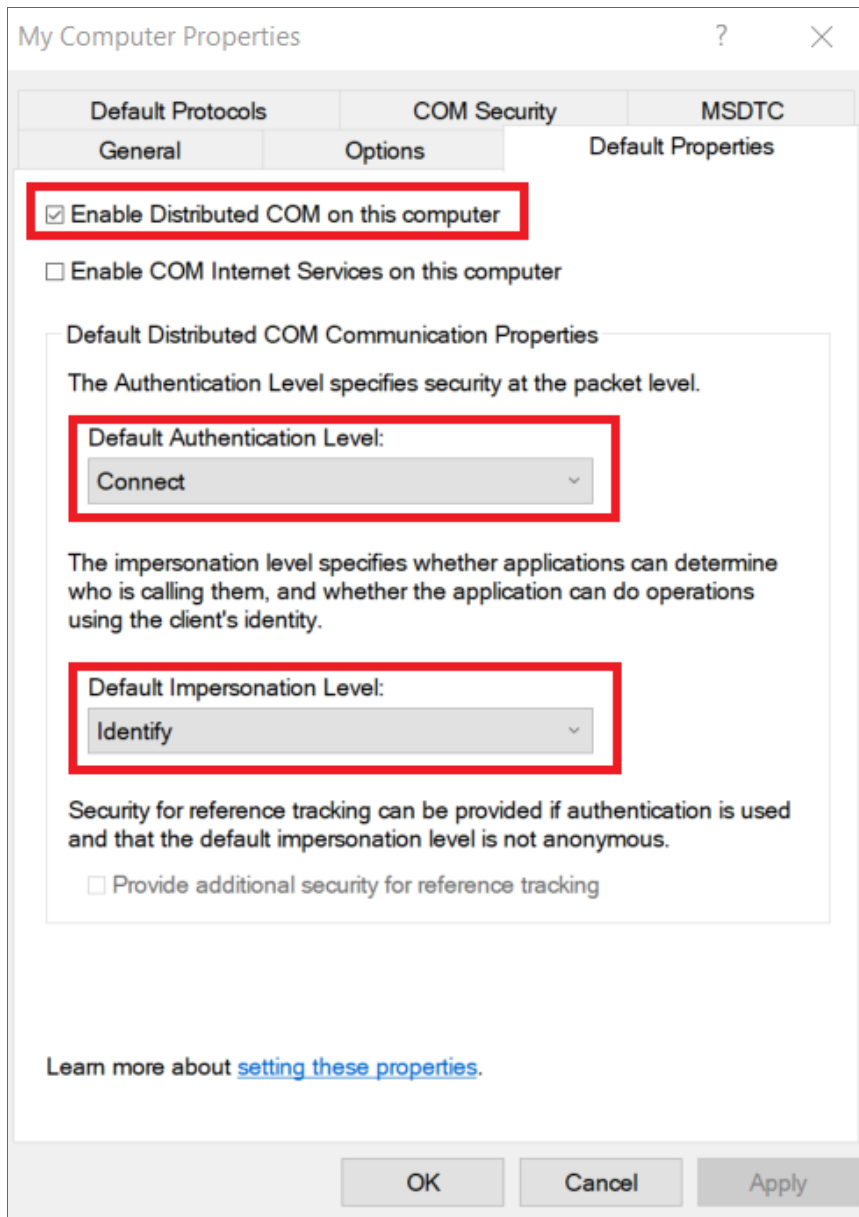 My Computer Properties
Default Protocols COM Security MSDTC
General Options Default Properties
Enable Distributed COM on this computer
Enable COM Internet Services on this computer
Default Distributed COM Communication Properties
The Authentication Level specifies security at the packet level.
Default Authentication Level:
Connect
The impersonation level specifies whether applications can determine
who is calling them, and whether the application can do operations
using the client's identity.
Default Impersonation Level:
Identify
Security for reference tracking can be provided if authentication is used
and that the default impersonation level is not anonymous.
Provide additional security for reference tracking
Learn more about setting these properties.
OK Cancel Apply